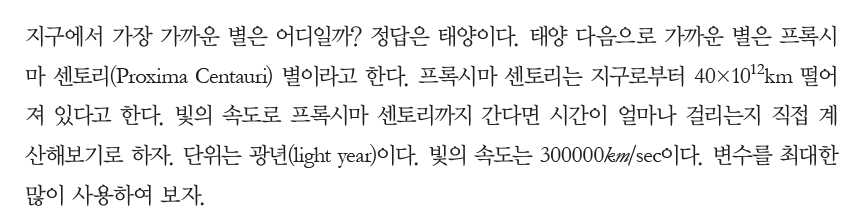 지구에서 가장 가까운 별은 어디일까? 정답은 태양이다. 태양 다음으로 가까운 별은 프록시
마 센토리(Proxima Centauri) 별이라고 한다. 프록시마 센토리는 지구로부터 40×10¹²km 떨어
져 있다고 한다. 빛의 속도로 프록시마 센토리까지 간다면 시간이 얼마나 걸리는지 직접 계
산해보기로 하자. 단위는 광년(light year)이다. 빛의 속도는 300000km/sec이다. 변수를 최대한
많이 사용하여 보자.